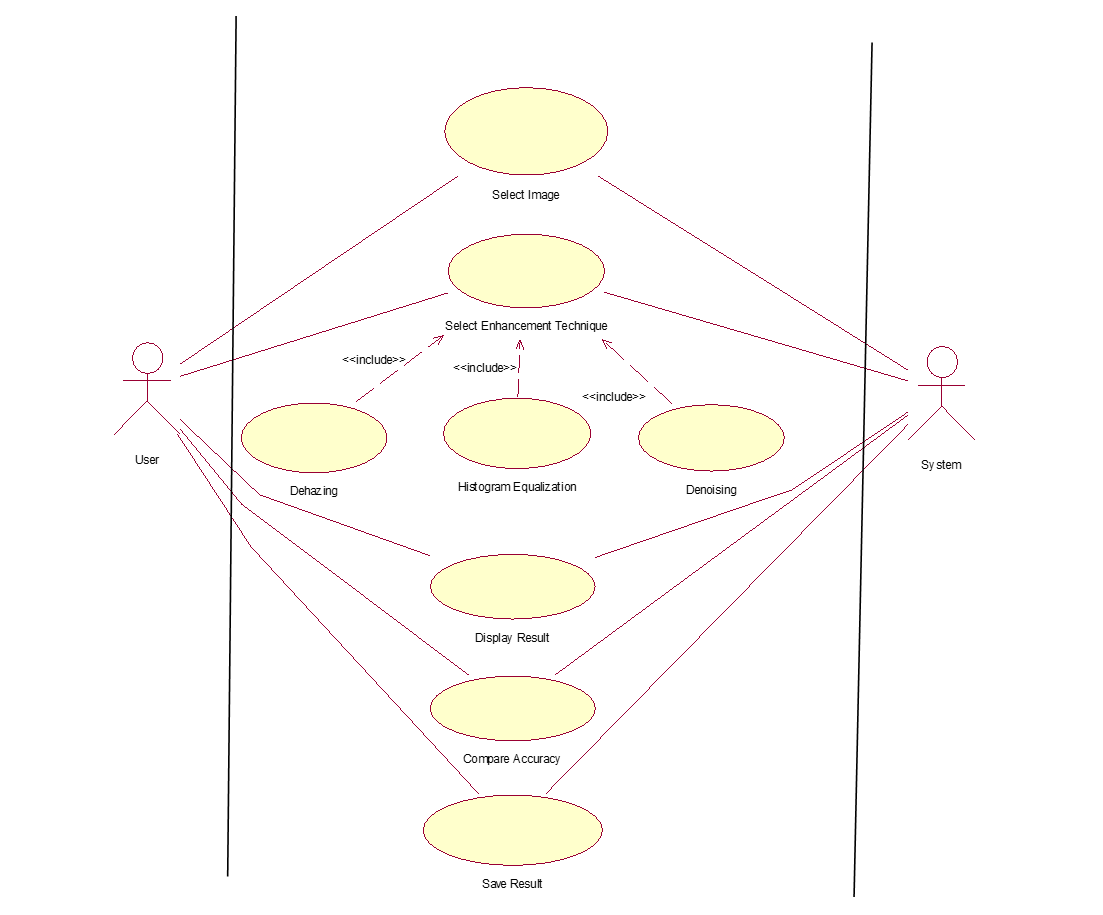 Select Image
Select Enhancement Technique
<<include>>
<<include>>
<<include>>
User
System
Dehazing
Histogram Equalization
Denoising
Display Result
Compare Accuracy
Save Result